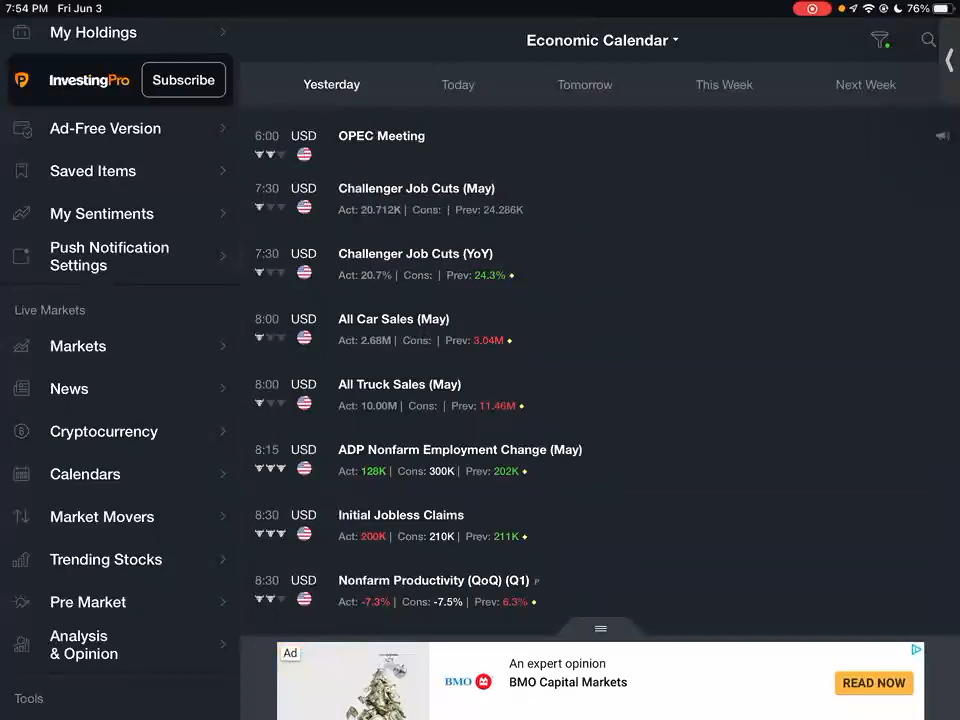 7:54 PM Fri Jun 3
76%
My Holdings
InvestingPro
Subscribe
Ad-Free Version
Saved Items
My Sentiments
Push Notification
Settings
Live Markets
Markets
News
Cryptocurrency
Calendars
Market Movers
Trending Stocks
Pre Market
Analysis
& Opinion
Tools
Economic Calendar
Yesterday Today Tomorrow This Week Next Week
6:00 USD OPEC Meeting
7:30 USD Challenger Job Cuts (May)
Act: 20.712K | Cons: | Prev: 24.286K
7:30 USD Challenger Job Cuts (YoY)
Act: 20.7% | Cons: | Prev: 24.3%
8:00 USD All Car Sales (May)
Act: 2.68M | Cons: | Prev: 3.04M
8:00 USD All Truck Sales (May)
Act: 10.00M | Cons: | Prev: 11.46M
8:15 USD ADP Nonfarm Employment Change (May)
Act: 128K | Cons: 300K | Prev: 202K
8:30 USD Initial Jobless Claims
Act: 200K | Cons: 210K | Prev: 211K
8:30 USD Nonfarm Productivity (QoQ) (Q1) P
Act: -7.3% | Cons: -7.5% | Prev: 6.3%
Ad
BMO
An expert opinion
BMO Capital Markets
READ NOW